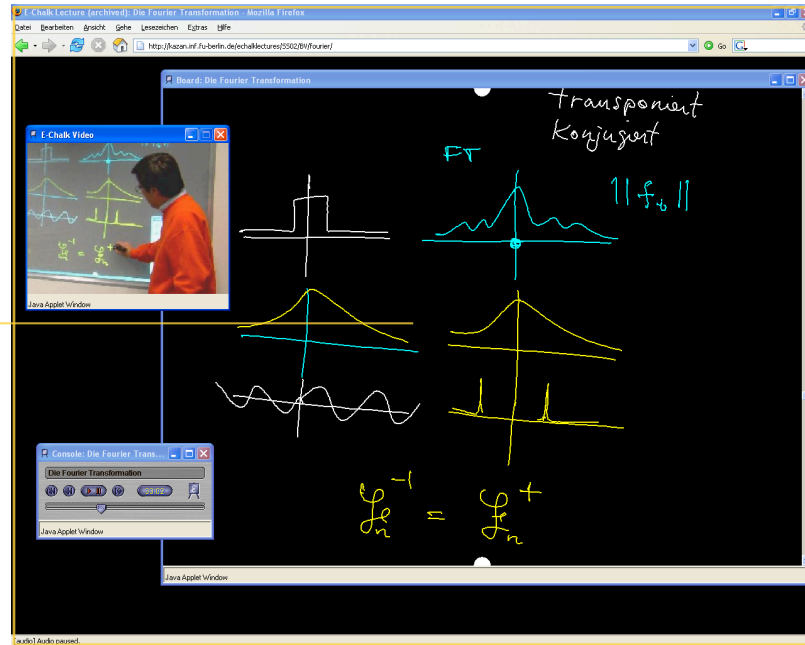 E-Chalk Lecture (archived): Die Fourier Transformation - Mozilla Firefox
Datei Bearbeiten Ansicht Gehe Lesezeichen Extras Hilfe
http://kazan.inf.fu-berlin.de/echalklectures/SS02/BV/fourier/
Go
G
Board: Die Fourier Transformation
Transponiert
Konjugiert
FT
E-Chalk Video
Java Applet Window
Console: Die Fourier Trans...
Die Fourier Transformation
Java Applet Window
Java Applet Window
[audio] Audio paused.